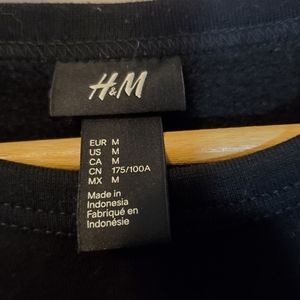 H&M
EUR M
US M
CA M
CN 175/100A
MX M
Made in
Indonesia
Fabriqué en
Indonésie